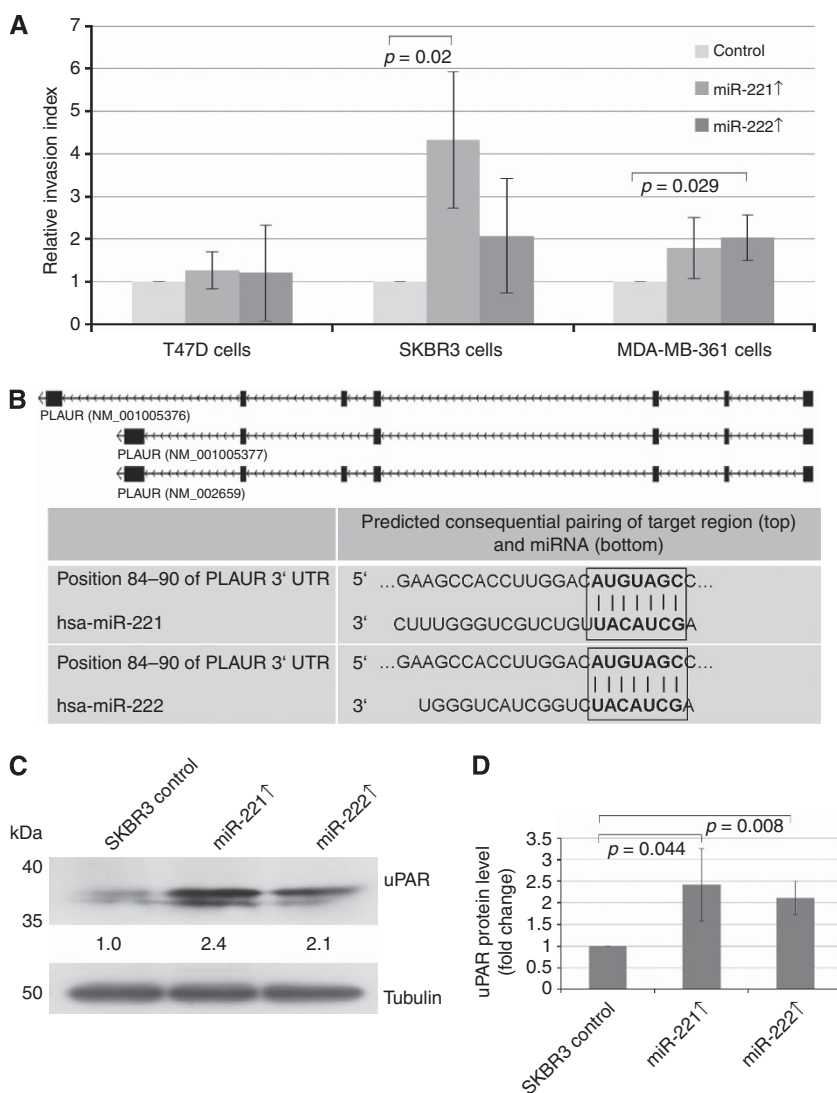 A
7
6
5
4
3
2
1
0
Relative invasion index
p = 0.02
p = 0.029
Control
miR-221↑
miR-222↑
T47D cells
SKBR3 cells
MDA-MB-361 cells
B
PLAUR (NM_001005376)
PLAUR (NM_001005377)
PLAUR (NM_002659)
Predicted consequential pairing of target region (top)
and miRNA (bottom)
Position 84–90 of PLAUR 3‘ UTR 5‘ ...GAAGCCACCUUGGACAUGUAGCC...
hsa-miR-221 3‘ CUUUGGGUCGUCUGUUACAUCGA
Position 84–90 of PLAUR 3‘ UTR 5‘ ...GAAGCCACCUUGGACAUGUAGCC...
hsa-miR-222 3‘ UGGGUCAUCGGUCUACAUCGA
C
SKBR3 control
miR-221↑
miR-222↑
kDa
40
35
uPAR
1.0 2.4 2.1
50
Tubulin
D
p = 0.008
p = 0.044
3.5
3
2.5
2
1.5
1
0.5
0
uPAR protein level
(fold change)
SKBR3 control
miR-221↑
miR-222↑